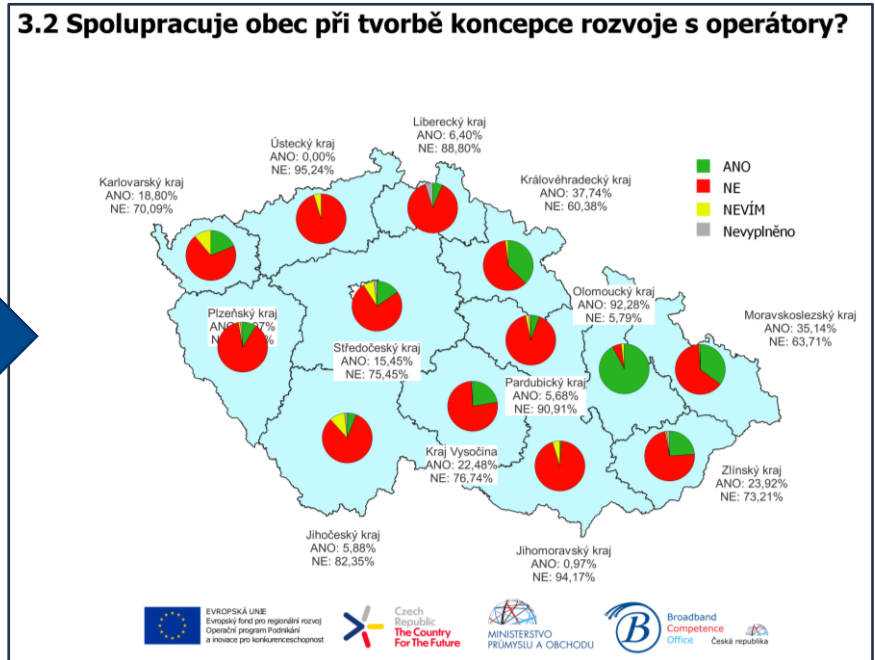 3.2 Spolupracuje obec při tvorbě koncepce rozvoje s operátory?
Liberecký kraj
ANO: 6,40%
NE: 88,80%
Ústecký kraj
ANO: 0,00%
NE: 95,24%
Karlovarský kraj
ANO: 18,80%
NE: 70,09%
Královéhradecký kraj
ANO: 37,74%
NE: 60,38%
ANO
NE
NEVÍM
Nevyplněno
Olomoucký kraj
ANO: 92,28%
NE: 5,79%
Moravskoslezský kraj
ANO: 35,14%
NE: 63,71%
Plzeňský kraj
Středočeský kraj
ANO: 15,45%
NE: 75,45%
Pardubický kraj
ANO: 5,68%
NE: 90,91%
Kraj Vysočina
ANO: 22,48%
NE: 76,74%
Zlínský kraj
ANO: 23,92%
NE: 73,21%
Jihočeský kraj
ANO: 5,88%
NE: 82,35%
Jihomoravský kraj
ANO: 0,97%
NE: 94,17%
EVROPSKÁ UNIE
Evropský fond pro regionální rozvoj
Operační program Podnikání
a inovace pro konkurenceschopnost
Czech
Republic
The Country
For The Future
MINISTERSTVO
PRŮMYSLU A OBCHODU
B
Broadband
Competence
Office Česká republika